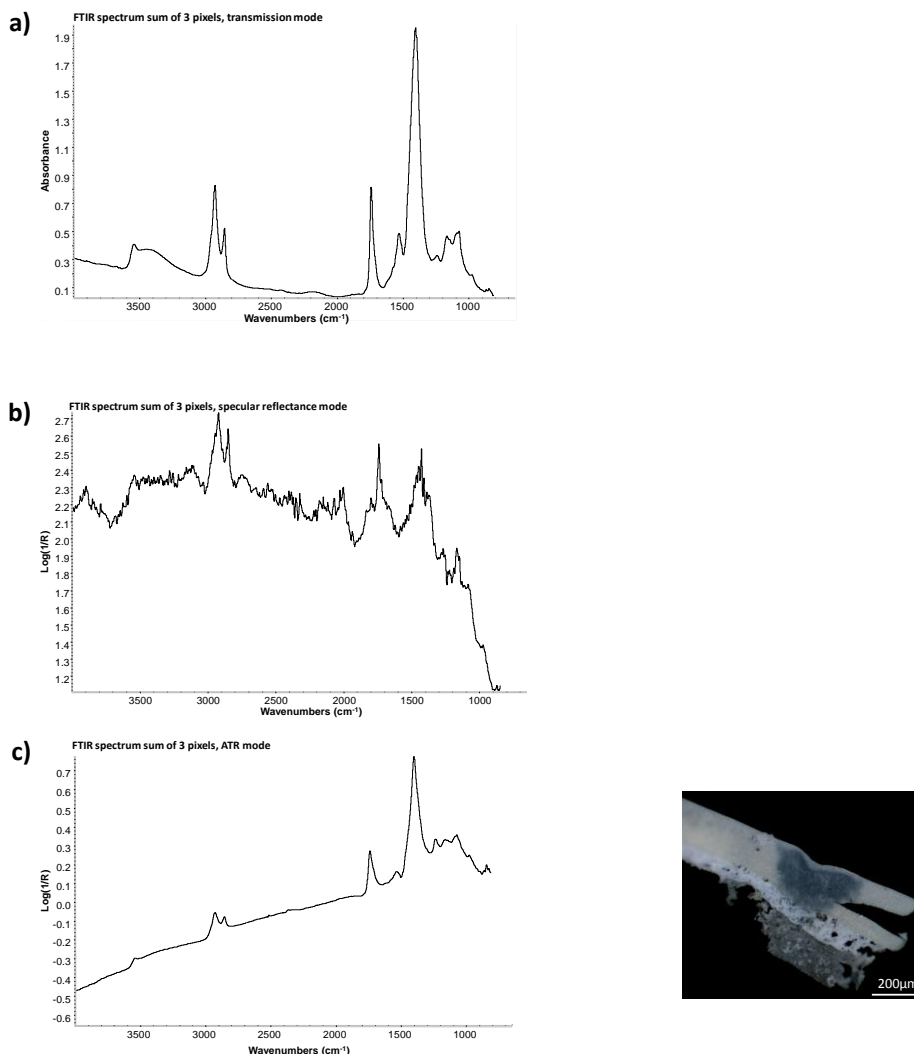 a)
FTIR spectrum sum of 3 pixels, transmission mode
1.9
1.7
1.5
1.3
1.1
0.9
0.7
0.5
0.3
0.1
Absorbance
3500 3000 2500 2000 1500 1000
Wavenumbers (cm-1)
b)
FTIR spectrum sum of 3 pixels, specular reflectance mode
2.7
2.6
2.5
2.4
2.3
2.2
2.1
2.0
1.9
1.8
1.7
1.6
1.5
1.4
1.3
1.2
Log(1/R)
3500 3000 2500 2000 1500 1000
Wavenumbers (cm-1)
c)
FTIR spectrum sum of 3 pixels, ATR mode
0.7
0.6
0.5
0.4
0.3
0.2
0.1
0.0
-0.1
-0.2
-0.3
-0.4
-0.5
-0.6
Log(1/R)
3500 3000 2500 2000 1500 1000
Wavenumbers (cm-1)
200µm